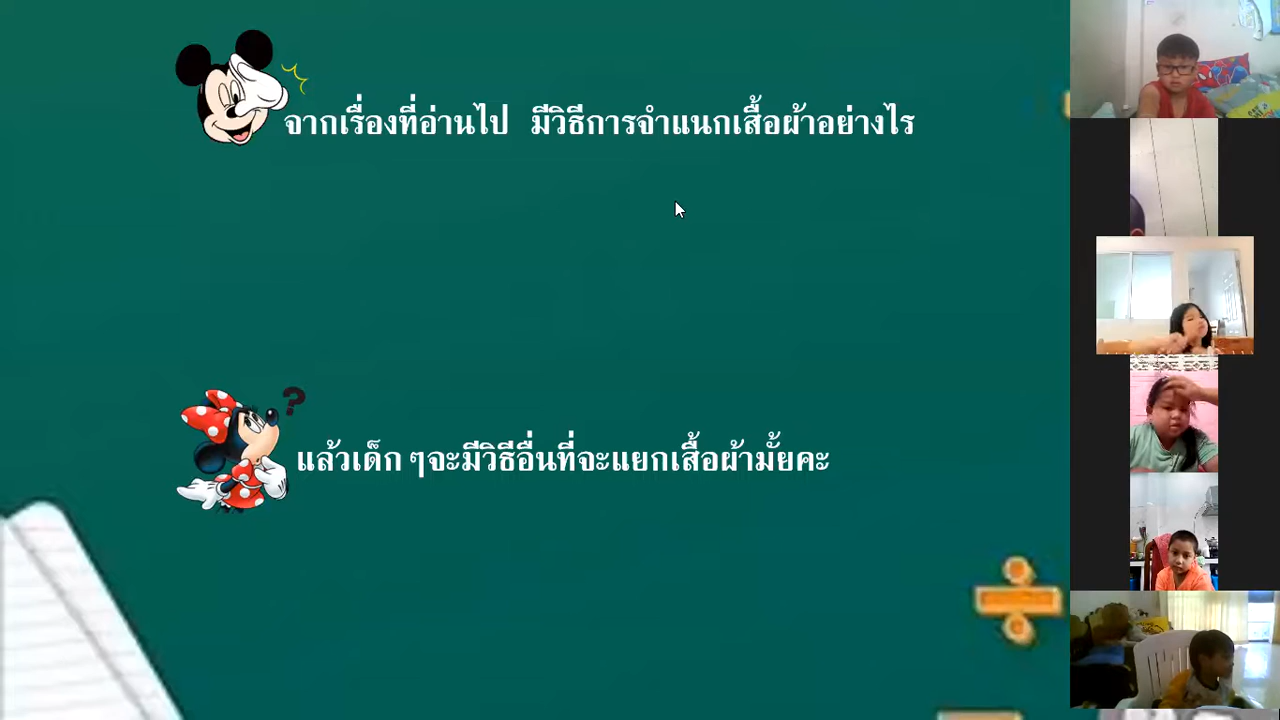 จากเรื่องที่อ่านไป มีวิธีการจำแนกเสื้อผ้าอย่างไร
?
แล้วเด็ก ๆจะมีวิธีอื่นที่จะแยกเสื้อผ้ามั้ยคะ
÷